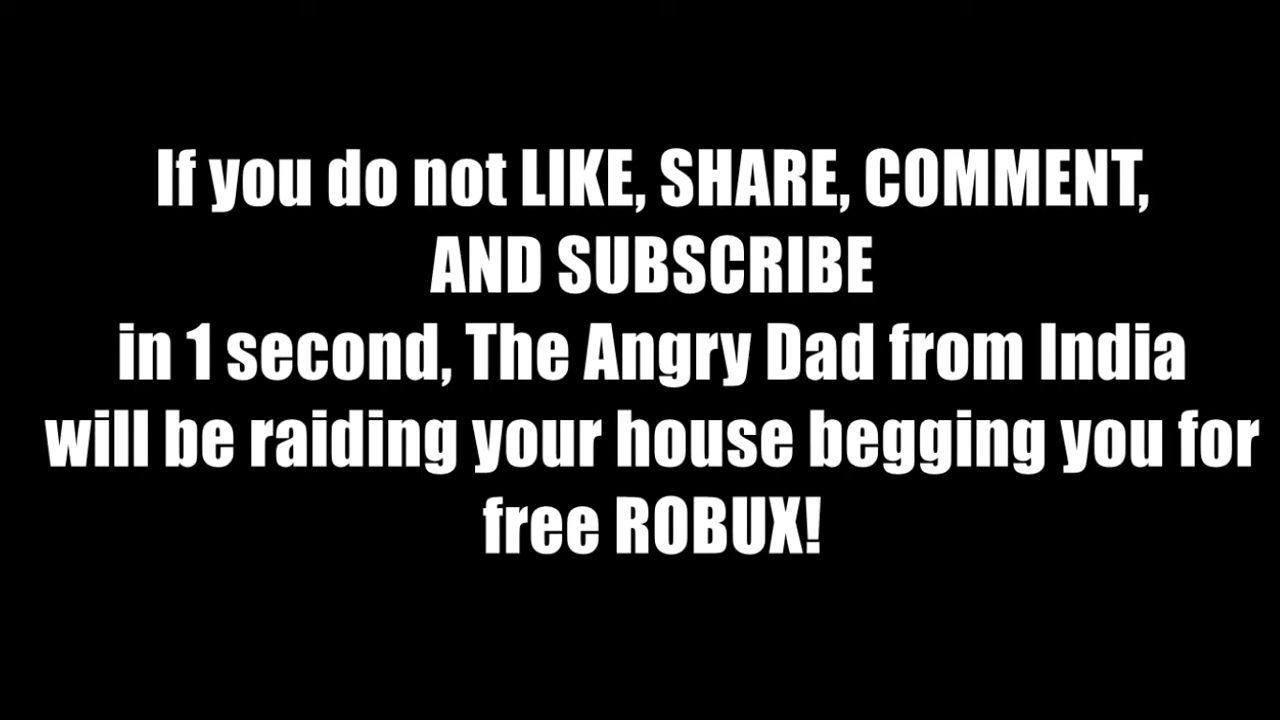 If you do not LIKE, SHARE, COMMENT,
AND SUBSCRIBE
in 1 second, The Angry Dad from India
will be raiding your house begging you for
free ROBUX!